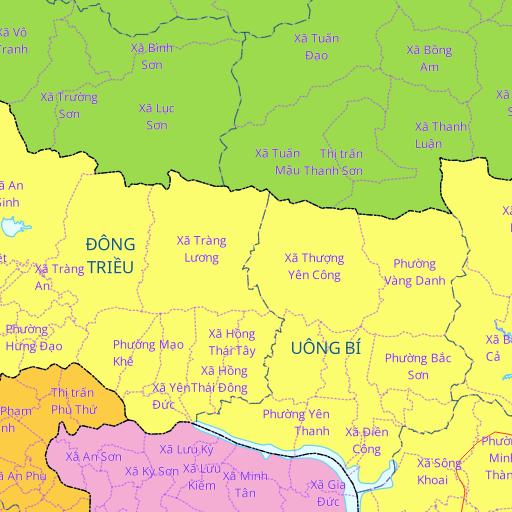 Xã Vô
Tranh
Xã Bình
Sơn
Xã Tuấn
Đạo
Xã Bông
Am
Xã Trường
Sơn
Xã Lục
Sơn
Xã
Xã Thanh
Luân
Xã Tuấn
Mậu
Thị trấn
Thanh Sơn
Xã An
Sinh
ĐÔNG
TRIỀU
Xã Tràng
Lương
Xã Thượng
Yên Công
Phường
Vàng Danh
Xã Tràng
An
Phường
Hưng Đạo
Phường Mạo
Khê
Xã Hồng
Thái Tây
Xã Hồng
Thái Đông
Xã Yên
Đức
UÔNG BÍ
Phường Bắc
Sơn
Cả
Thị trấn
Phú Thứ
Phường Yên
Thanh
Xã Điền
Công
Xã An Sơn
Xã Lưu Kỳ
Xã Kỳ Sơn
Xã Lưu
Kiếm
Xã Minh
Tân
Xã Gia
Đức
Xã Sông
Khoai
Minh
Xã An Phụ